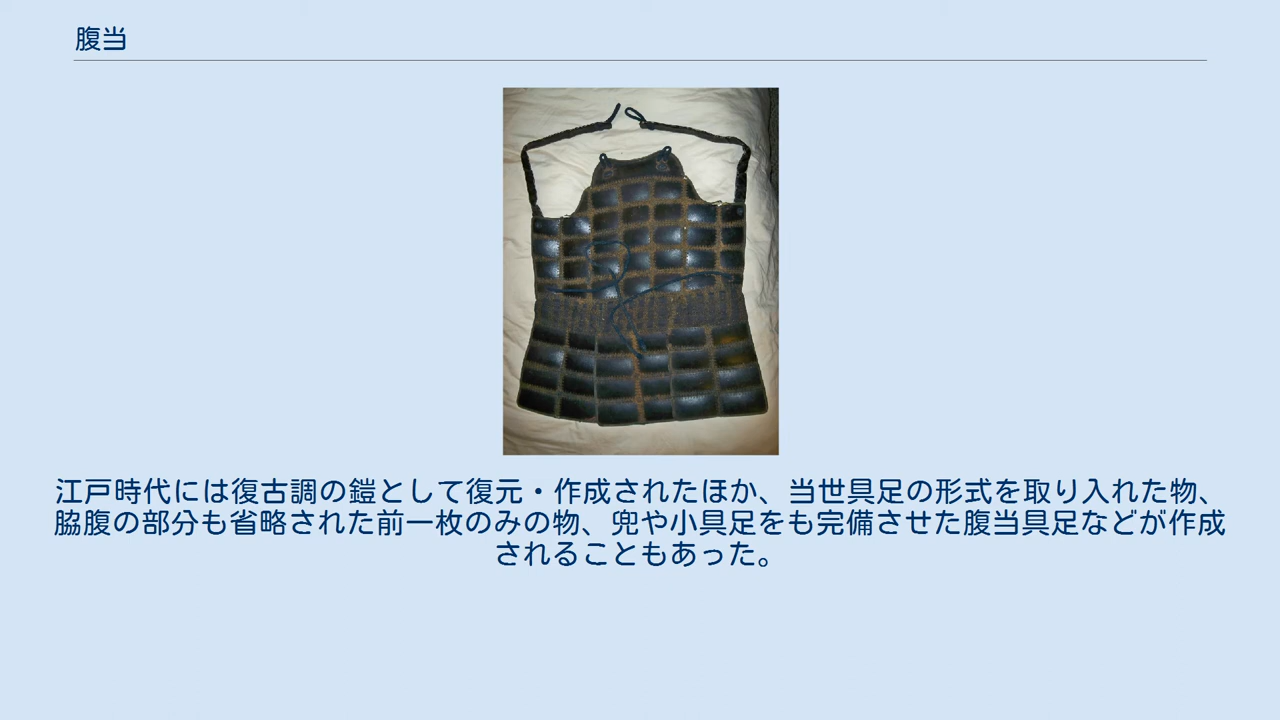 腹当
江戸時代には復古調の鎧として復元・作成されたほか、当世具足の形式を取り入れた物、
脇腹の部分も省略された前一枚のみの物、兜や小具足をも完備させた腹当具足などが作成
されることもあった。